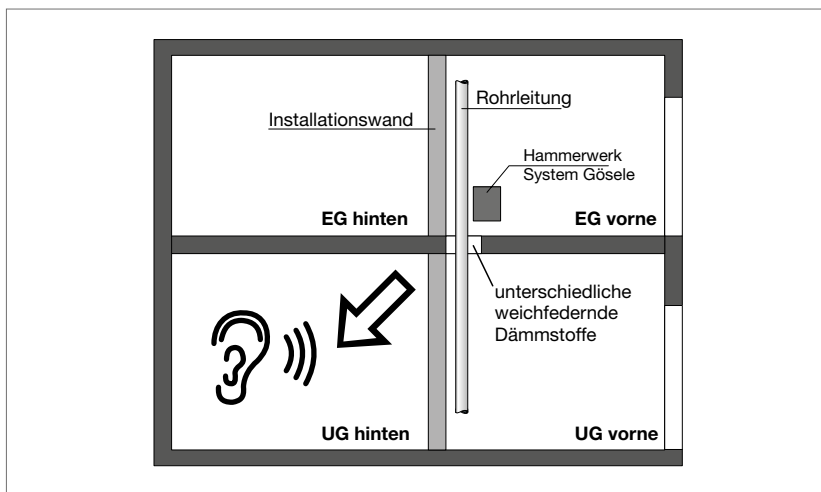 Rohrleitung
Installationswand
Hammerwerk
System Gösele
EG hinten
EG vorne
unterschiedliche
weichfedernde
Dämmstoffe
UG hinten
UG vorne